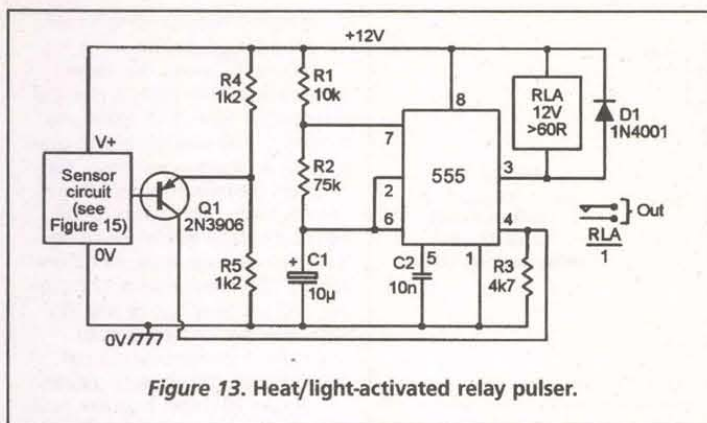 +12V
R4
1k2
R1
10k
8
RLA
12V
>60R
D1
1N4001
V+
7
Sensor
circuit
(see
Figure 15)
R2
75k
555
3
2
Q1
2N3906
6
4
Out
RLA
1
0V
R5
1k2
+
C1
10µ
C2
10n
5
1
R3
4k7
0V
Figure 13. Heat/light-activated relay pulser.